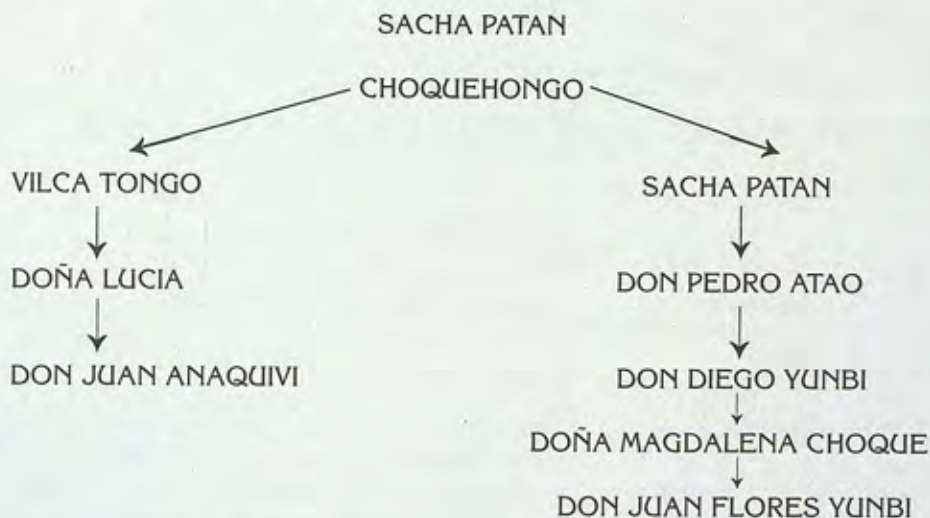 SACHA PATAN
CHOQUEHONGO
VILCA TONGO
SACHA PATAN
DOÑA LUCIA
DON PEDRO ATAO
DON JUAN ANAQUIVI
DON DIEGO YUNBI
DOÑA MAGDALENA CHOQUE
DON JUAN FLORES YUNBI